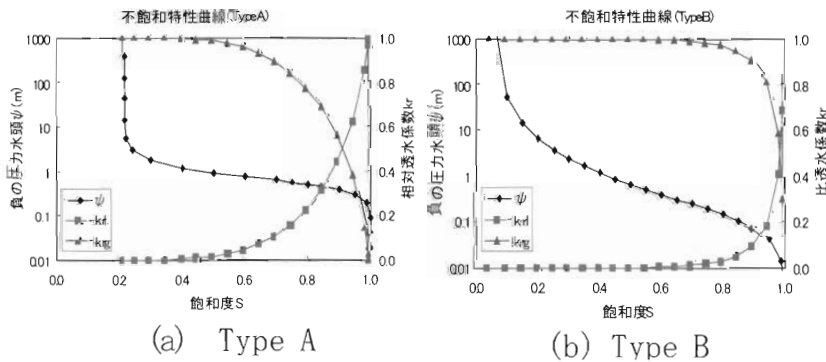 不飽和特性曲線(TypeA)
負の圧力水頭ψ(m)
1000
100
10
1
0.1
0.01
ψ
krl
krg
0.0 0.2 0.4 0.6 0.8 1.0
飽和度S
1.0
0.8
0.6
0.4
0.2
0.0
相対透水係数kr
(a) Type A
不飽和特性曲線(TypeB)
負の圧力水頭ψ(m)
1000
100
10
1
0.1
0.01
ψ
krl
krg
0.0 0.2 0.4 0.6 0.8 1.0
飽和度S
1.0
0.8
0.6
0.4
0.2
0.0
比透水係数kr
(b) Type B